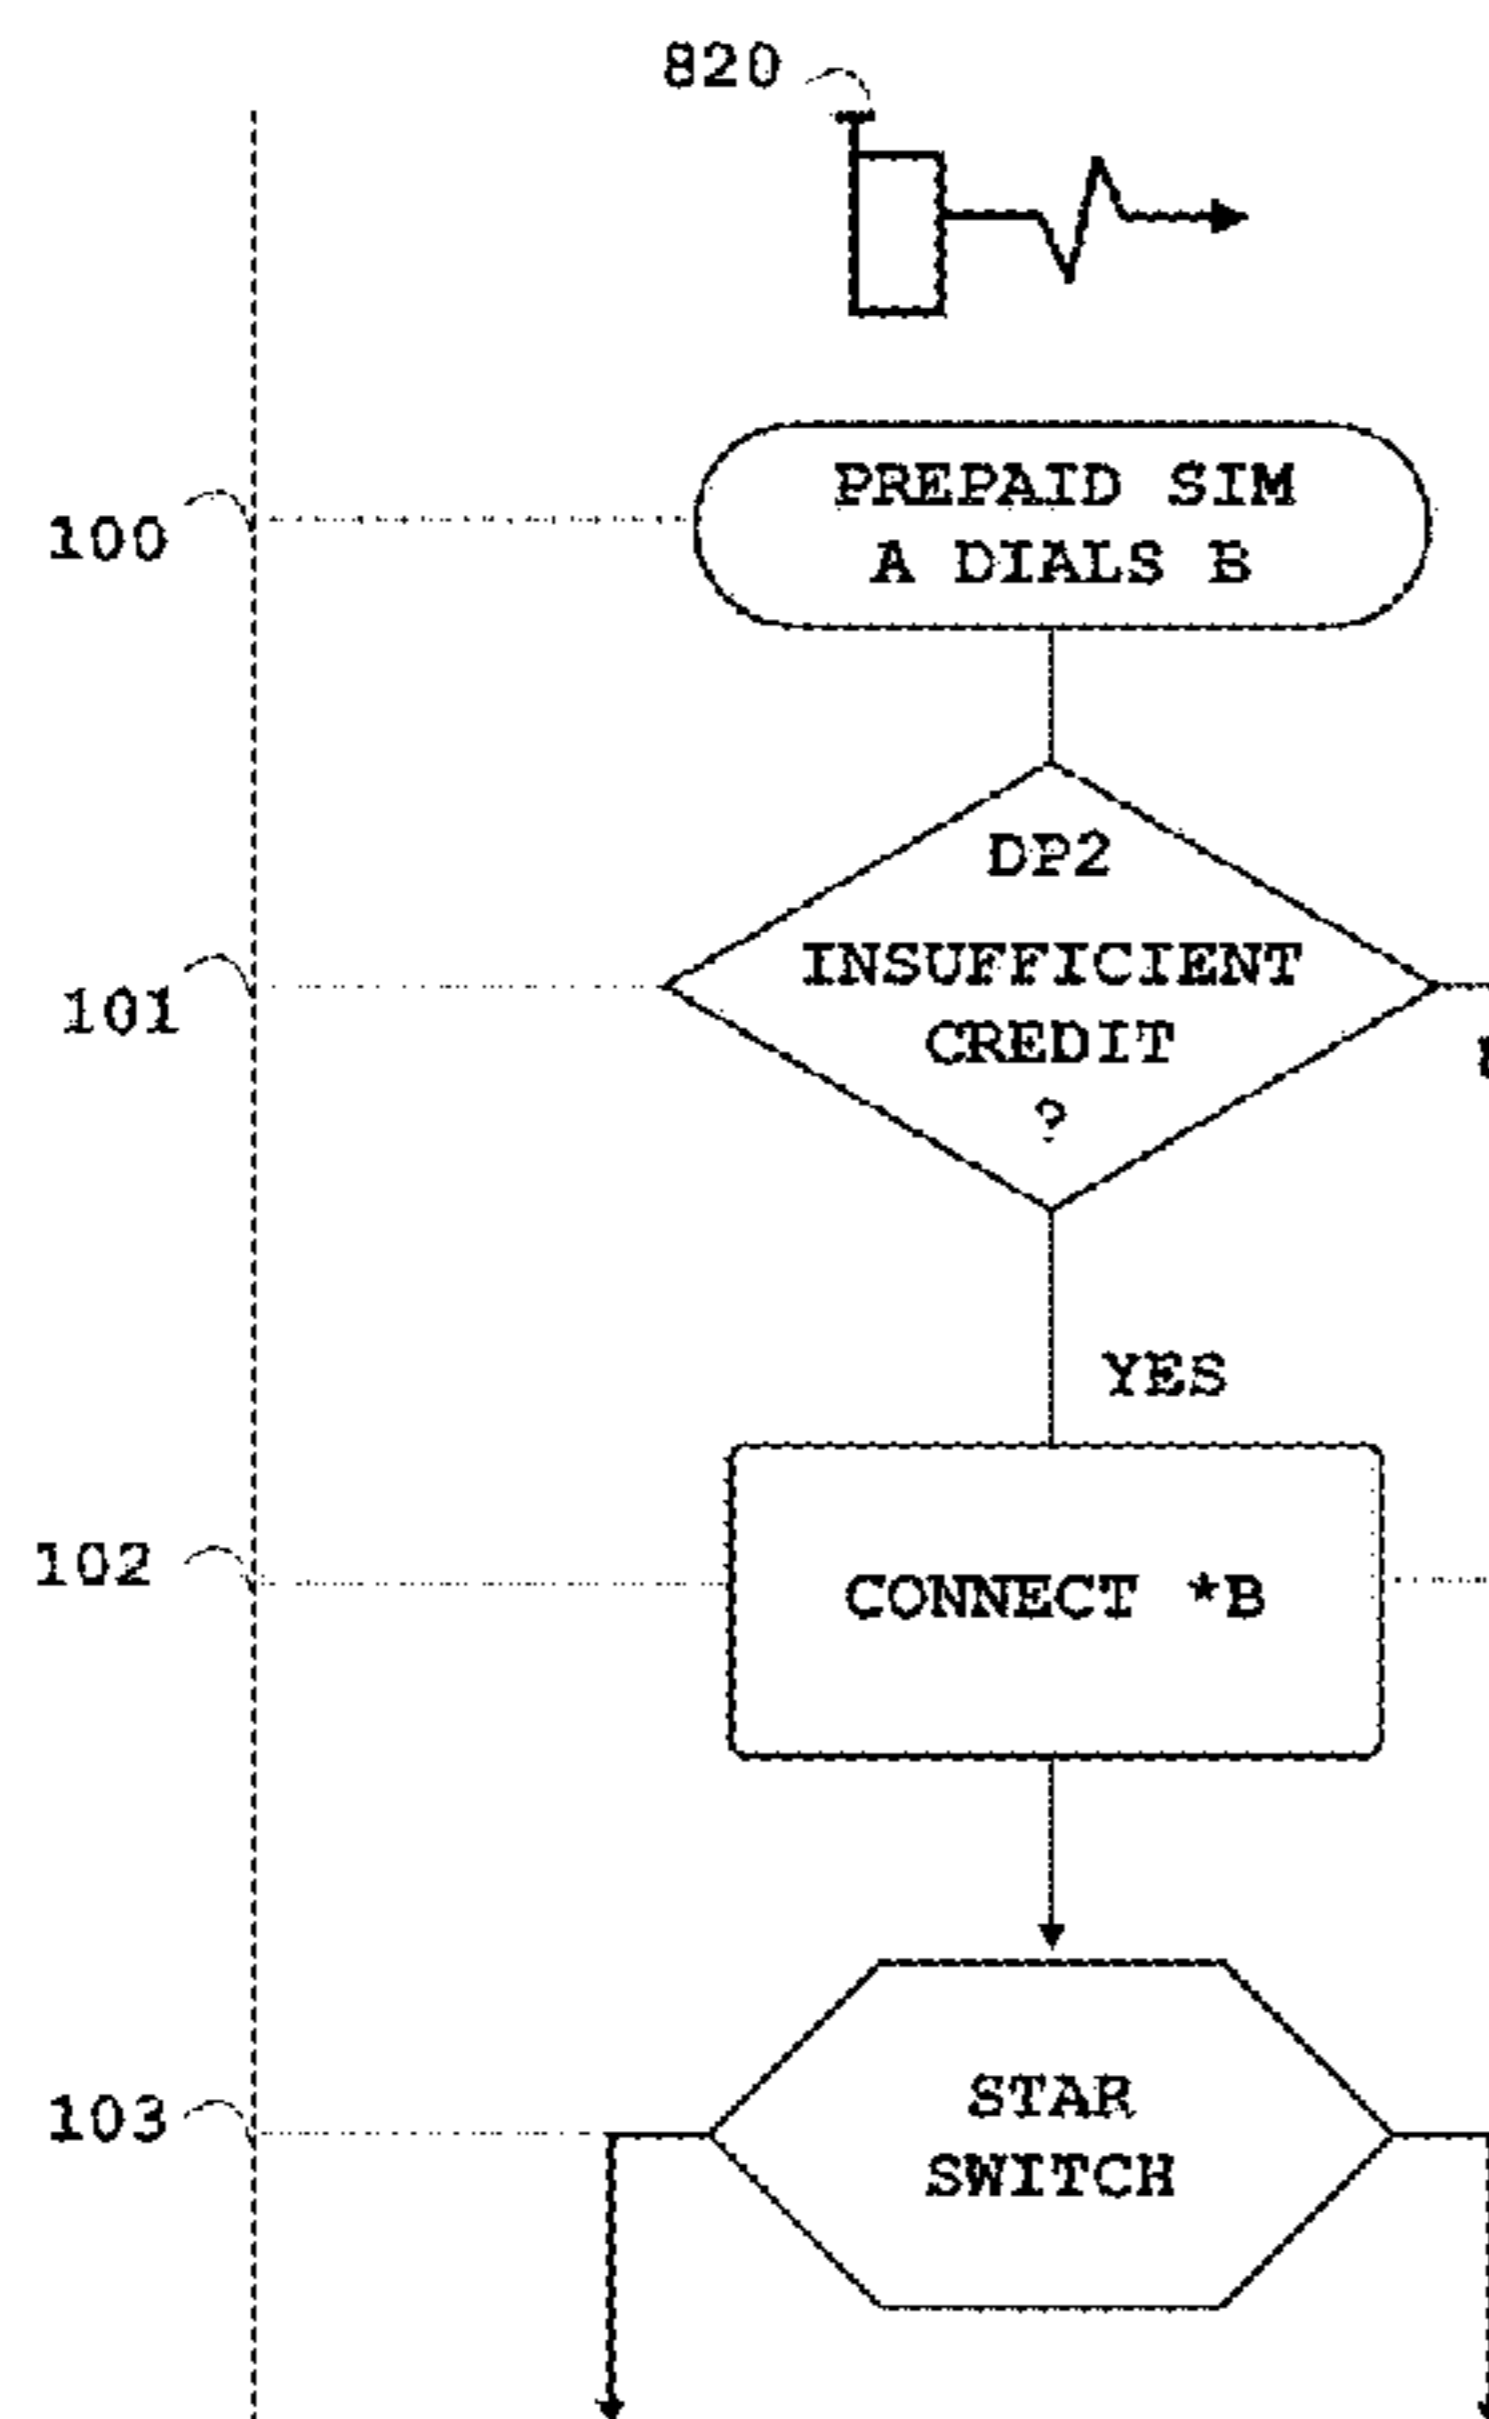 820
PREPAID SIM
A DIALS B
100
DP2
INSUFFICIENT
CREDIT
?
101
YES
CONNECT *B
102
STAR
SWITCH
103